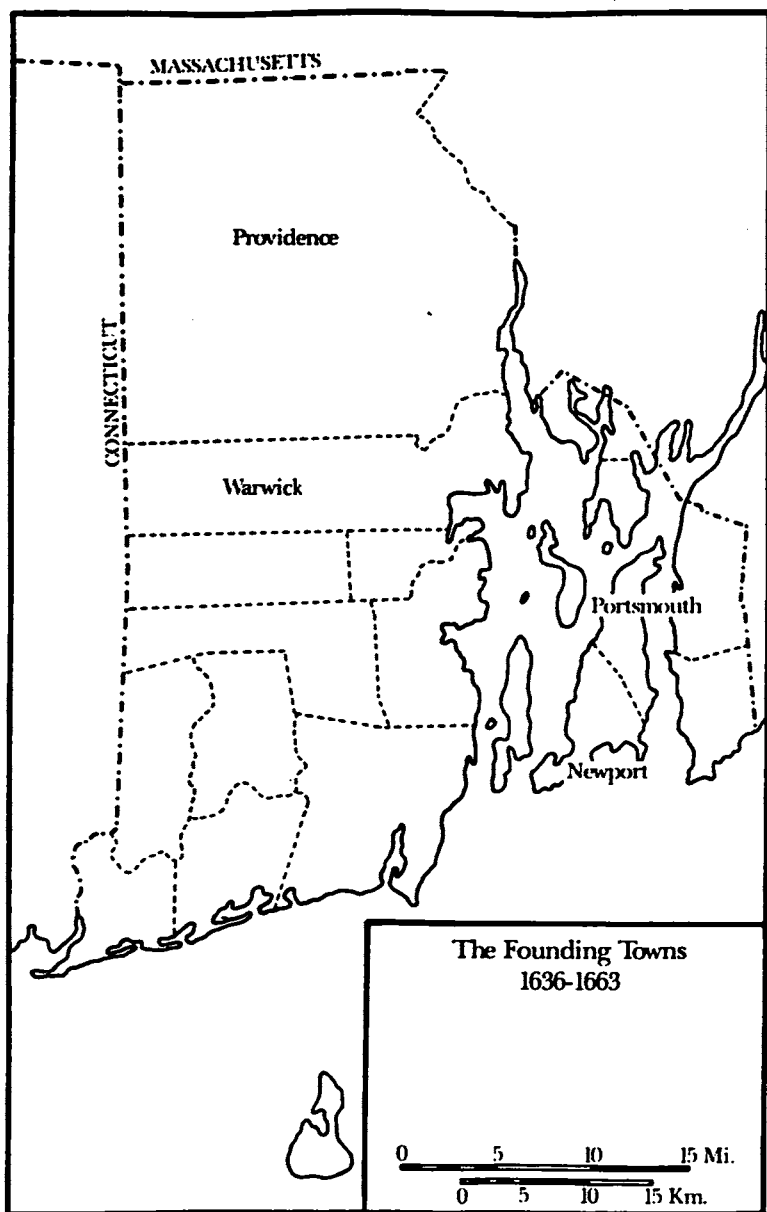 MASSACHUSETTS
Providence
CONNECTICUT
Warwick
Portsmouth
Newport
The Founding Towns
1636-1663
0 5 10 15 Mi.
0 5 10 15 Km.